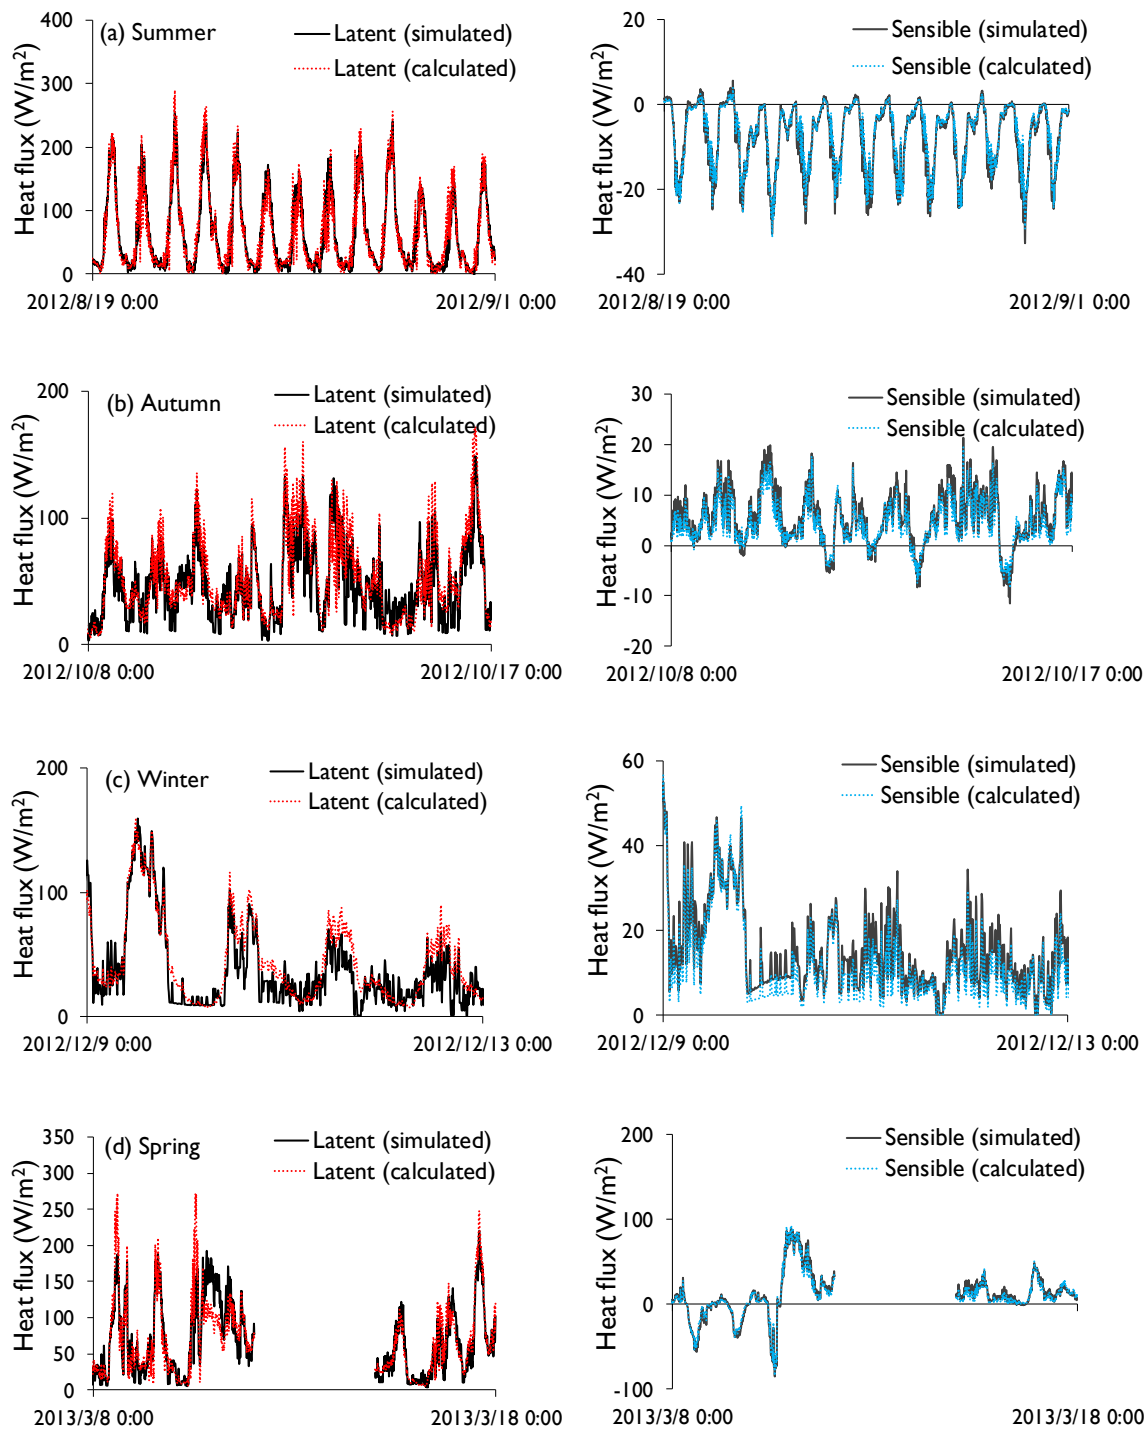 (a) Summer
Latent (simulated)
Latent (calculated)
Heat flux (W/m²)
400
300
200
100
0
2012/8/19 0:00
2012/9/1 0:00
Sensible (simulated)
Sensible (calculated)
Heat flux (W/m²)
20
0
-20
-40
2012/8/19 0:00
2012/9/1 0:00
(b) Autumn
Latent (simulated)
Latent (calculated)
Heat flux (W/m²)
200
100
0
2012/10/8 0:00
2012/10/17 0:00
Sensible (simulated)
Sensible (calculated)
Heat flux (W/m²)
30
20
10
0
-10
-20
2012/10/8 0:00
2012/10/17 0:00
(c) Winter
Latent (simulated)
Latent (calculated)
Heat flux (W/m²)
200
100
0
2012/12/9 0:00
2012/12/13 0:00
Sensible (simulated)
Sensible (calculated)
Heat flux (W/m²)
60
40
20
0
2012/12/9 0:00
2012/12/13 0:00
(d) Spring
Latent (simulated)
Latent (calculated)
Heat flux (W/m²)
350
300
250
200
150
100
50
0
2013/3/8 0:00
2013/3/18 0:00
Sensible (simulated)
Sensible (calculated)
Heat flux (W/m²)
200
100
0
-100
2013/3/8 0:00
2013/3/18 0:00